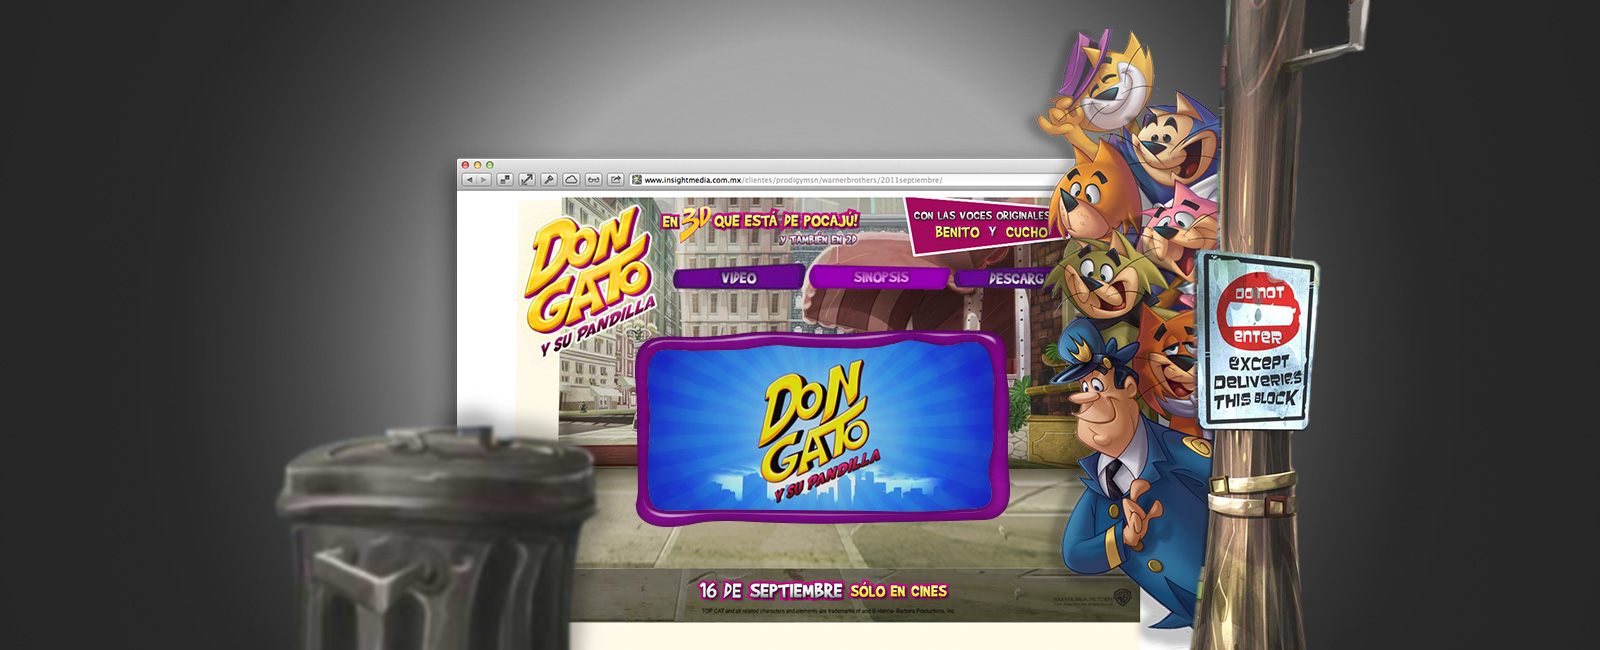 www.insightmedia.com.mx/clientes/prodigymsn/warnerbrothers/2011septiembre/
DON
GATO
Y SU PANDILLA
EN 3D QUE ESTÁ DE POCAJÚ!
Y TAMBIÉN EN 2D
CON LAS VOCES ORIGINALES
BENITO Y CUCHO
VIDEO
SINOPSIS
DESCARG
DON
GATO
Y SU PANDILLA
DO NOT
ENTER
EXCEPT
DELIVERIES
THIS BLOCK
16 DE SEPTIEMBRE SÓLO EN CINES
TOP CAT and all related characters and elements are trademarks of and © Hanna-Barbera Productions, Inc.
WARNER BROS. PICTURES